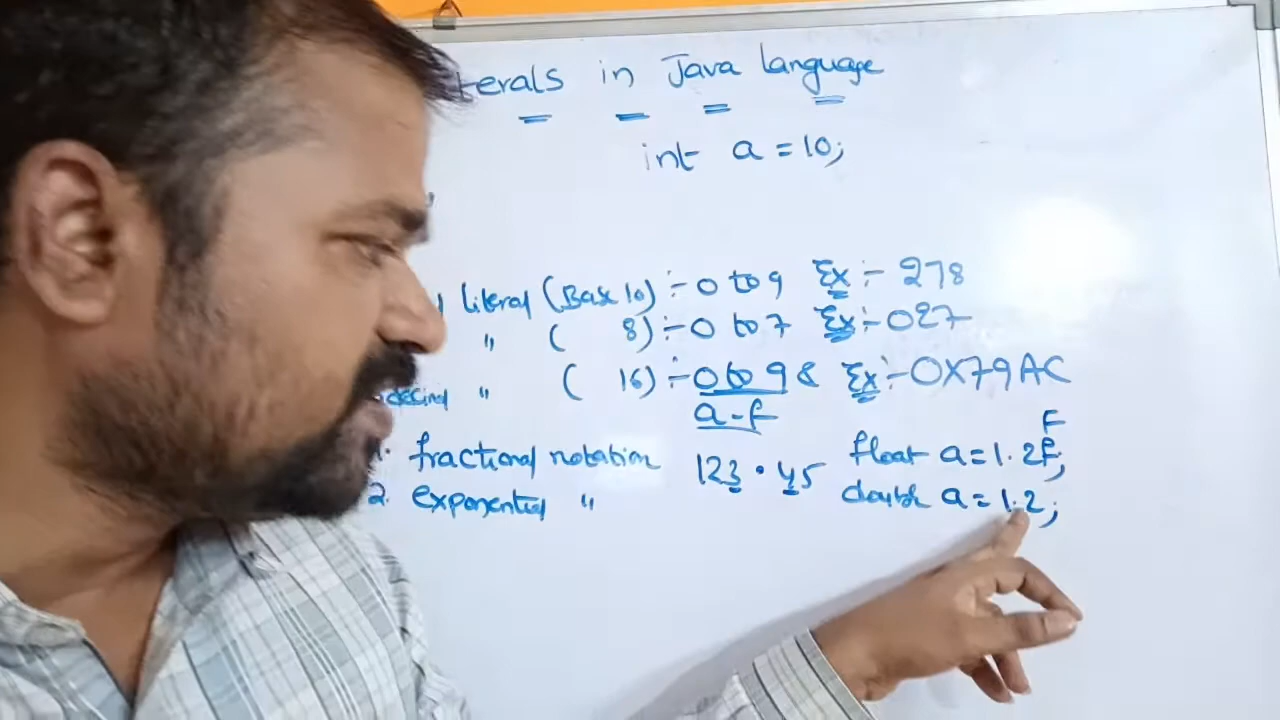 terals in Java language
int a = 10;
literal (Base 10) :- 0 to 9 Ex :- 278
" ( 8) :- 0 to 7 Ex :- 027
decimal " ( 16) :- 0 to 9 & Ex :- 0X79AC
a - f
1. fractional notation 123.45 float a = 1.2f; F
2. exponential " double a = 1.2;